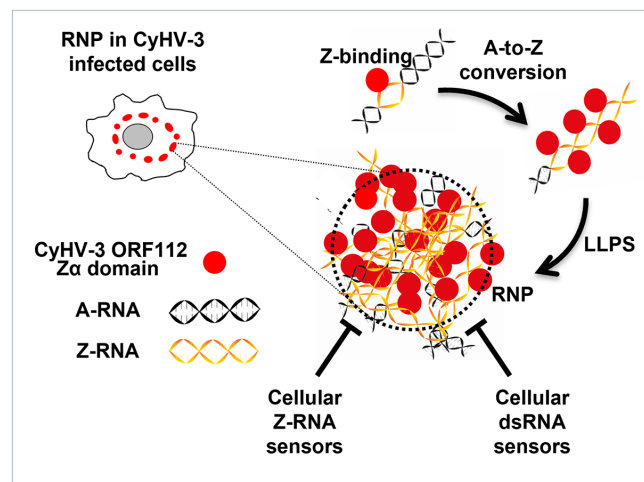 RNP in CyHV-3
infected cells
Z-binding
A-to-Z
conversion
LLPS
RNP
CyHV-3 ORF112
Zα domain
A-RNA
Z-RNA
Cellular
Z-RNA
sensors
Cellular
dsRNA
sensors